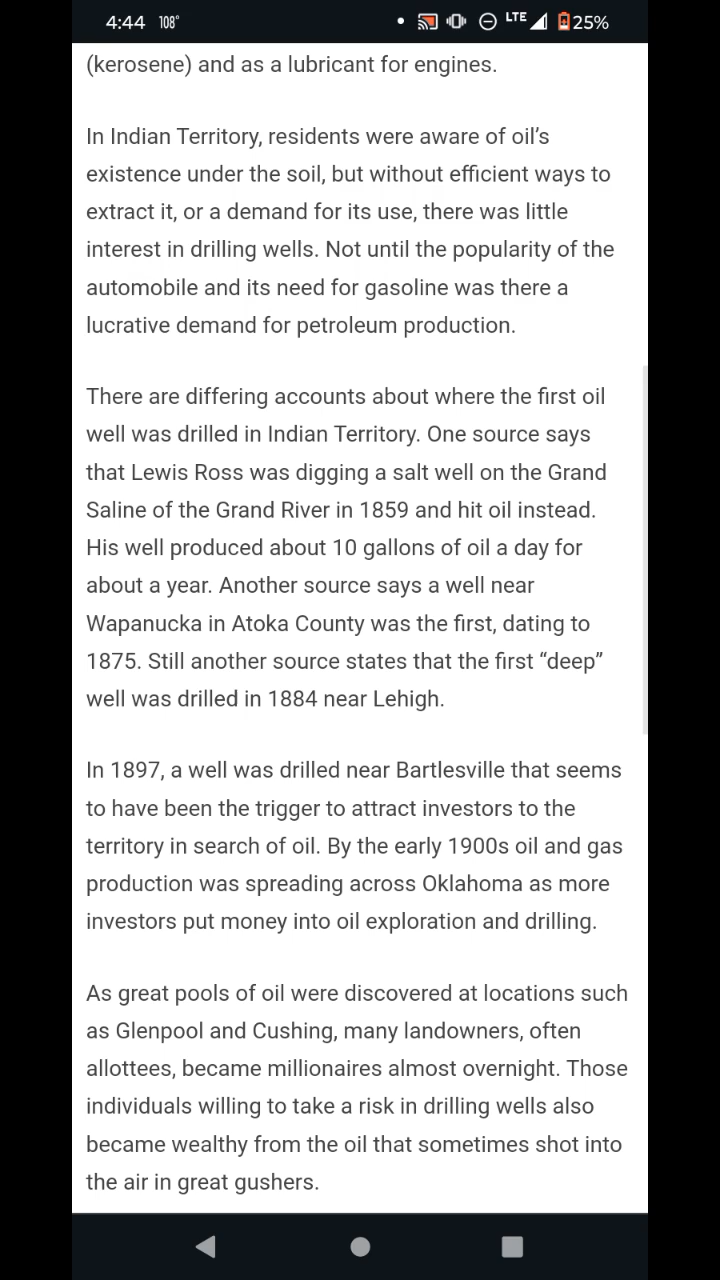 4:44 108° LTE 25%
(kerosene) and as a lubricant for engines.
In Indian Territory, residents were aware of oil’s
existence under the soil, but without efficient ways to
extract it, or a demand for its use, there was little
interest in drilling wells. Not until the popularity of the
automobile and its need for gasoline was there a
lucrative demand for petroleum production.
There are differing accounts about where the first oil
well was drilled in Indian Territory. One source says
that Lewis Ross was digging a salt well on the Grand
Saline of the Grand River in 1859 and hit oil instead.
His well produced about 10 gallons of oil a day for
about a year. Another source says a well near
Wapanucka in Atoka County was the first, dating to
1875. Still another source states that the first “deep”
well was drilled in 1884 near Lehigh.
In 1897, a well was drilled near Bartlesville that seems
to have been the trigger to attract investors to the
territory in search of oil. By the early 1900s oil and gas
production was spreading across Oklahoma as more
investors put money into oil exploration and drilling.
As great pools of oil were discovered at locations such
as Glenpool and Cushing, many landowners, often
allottees, became millionaires almost overnight. Those
individuals willing to take a risk in drilling wells also
became wealthy from the oil that sometimes shot into
the air in great gushers.